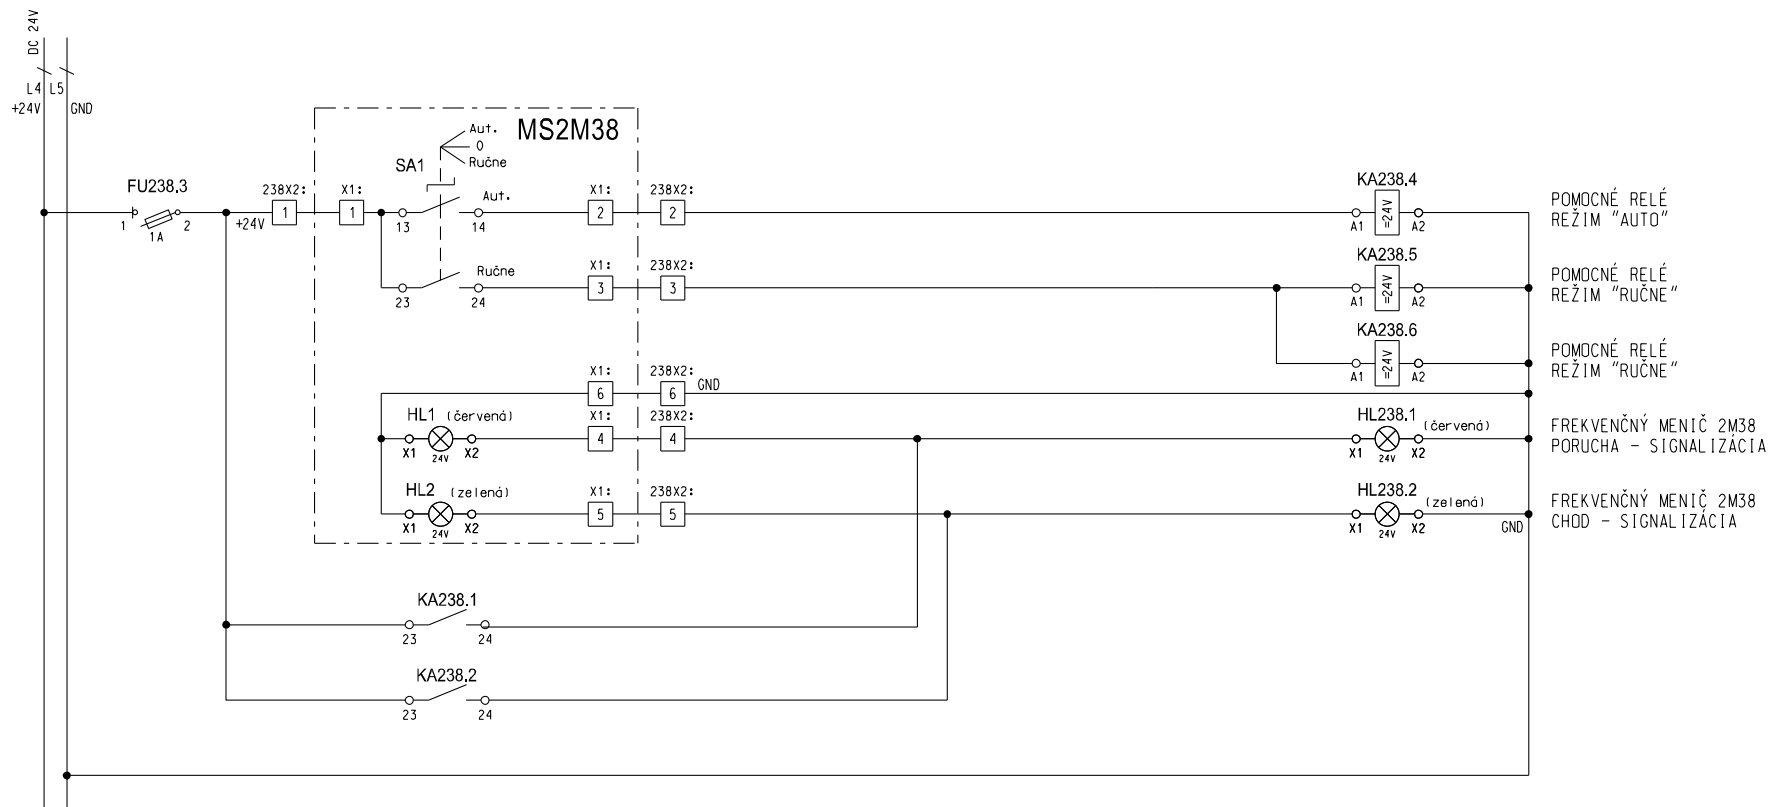 DC 24V
L4 L5
+24V GND
MS2M38
Aut.
0
Ručne
SA1
FU238.3
1 2
1A
+24V
238X2:
1
X1:
1
13 14
Aut.
X1:
2
238X2:
2
KA238.4
A1 =24V A2
POMOCNÉ RELÉ
REŽIM "AUTO"
23 24
Ručne
X1:
3
238X2:
3
KA238.5
A1 =24V A2
POMOCNÉ RELÉ
REŽIM "RUČNE"
KA238.6
A1 =24V A2
POMOCNÉ RELÉ
REŽIM "RUČNE"
X1:
6
238X2:
6
GND
HL1 (červená)
X1 24V X2
X1:
4
238X2:
4
HL238.1 (červená)
X1 24V X2
FREKVENČNÝ MENIČ 2M38
PORUCHA - SIGNALIZÁCIA
HL2 (zelená)
X1 24V X2
X1:
5
238X2:
5
HL238.2 (zelená)
X1 24V X2
GND
FREKVENČNÝ MENIČ 2M38
CHOD - SIGNALIZÁCIA
KA238.1
23 24
KA238.2
23 24